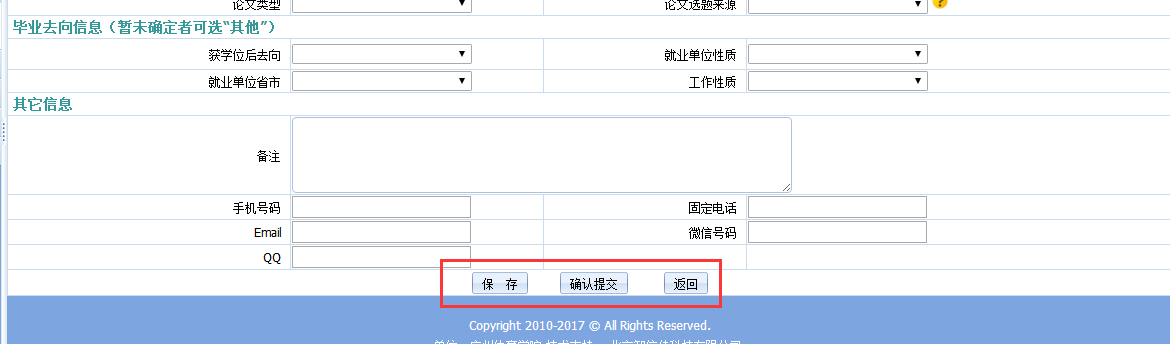 论文类型 论文选题来源
毕业去向信息（暂未确定者可选“其他”）
获学位后去向 就业单位性质
就业单位省市 工作性质
其它信息
备注
手机号码 固定电话
Email 微信号码
QQ
保 存 确认提交 返回
Copyright 2010-2017 © All Rights Reserved.